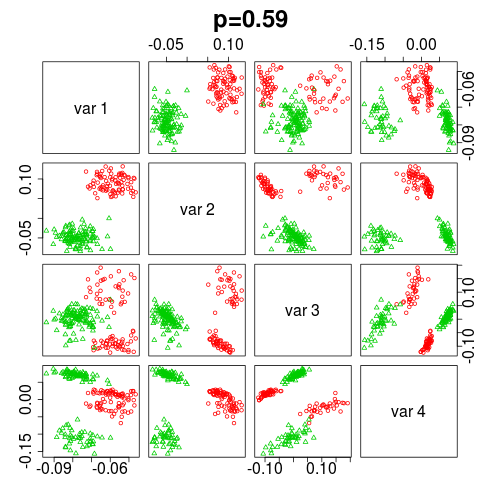 p=0.59
-0.05 0.10 -0.15 0.00
var 1
-0.09 -0.06
0.10
-0.05
var 2
var 3
-0.10 0.10
0.00
-0.15
var 4
-0.09 -0.06 -0.10 0.10